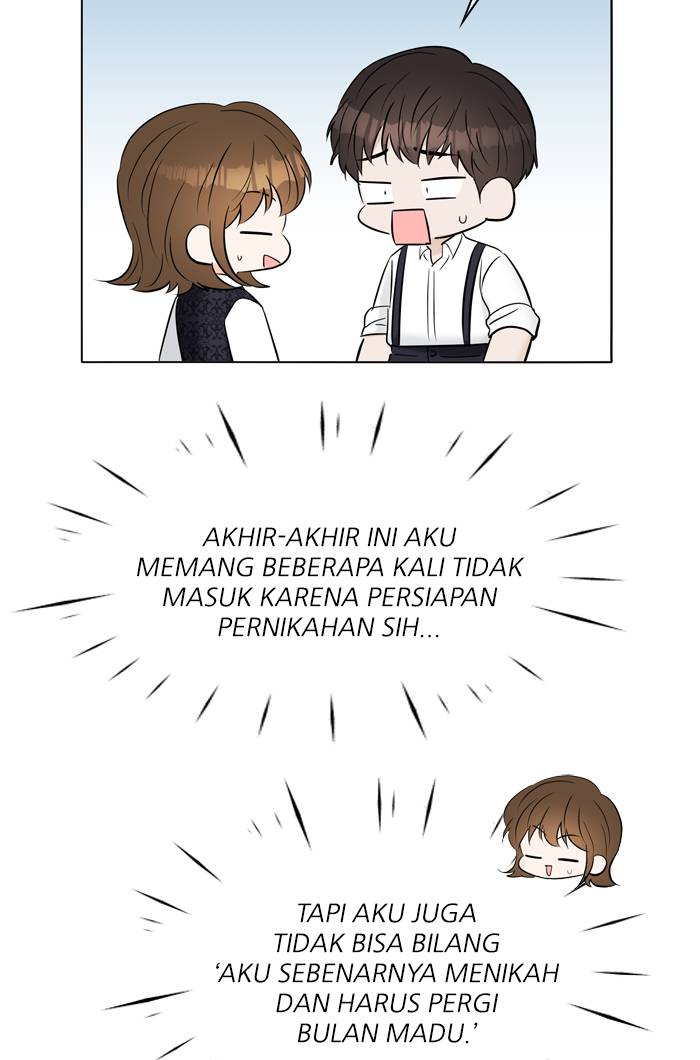 AKHIR-AKHIR INI AKU
MEMANG BEBERAPA KALI TIDAK
MASUK KARENA PERSIAPAN
PERNIKAHAN SIH...
TAPI AKU JUGA
TIDAK BISA BILANG
'AKU SEBENARNYA MENIKAH
DAN HARUS PERGI
BULAN MADU.'